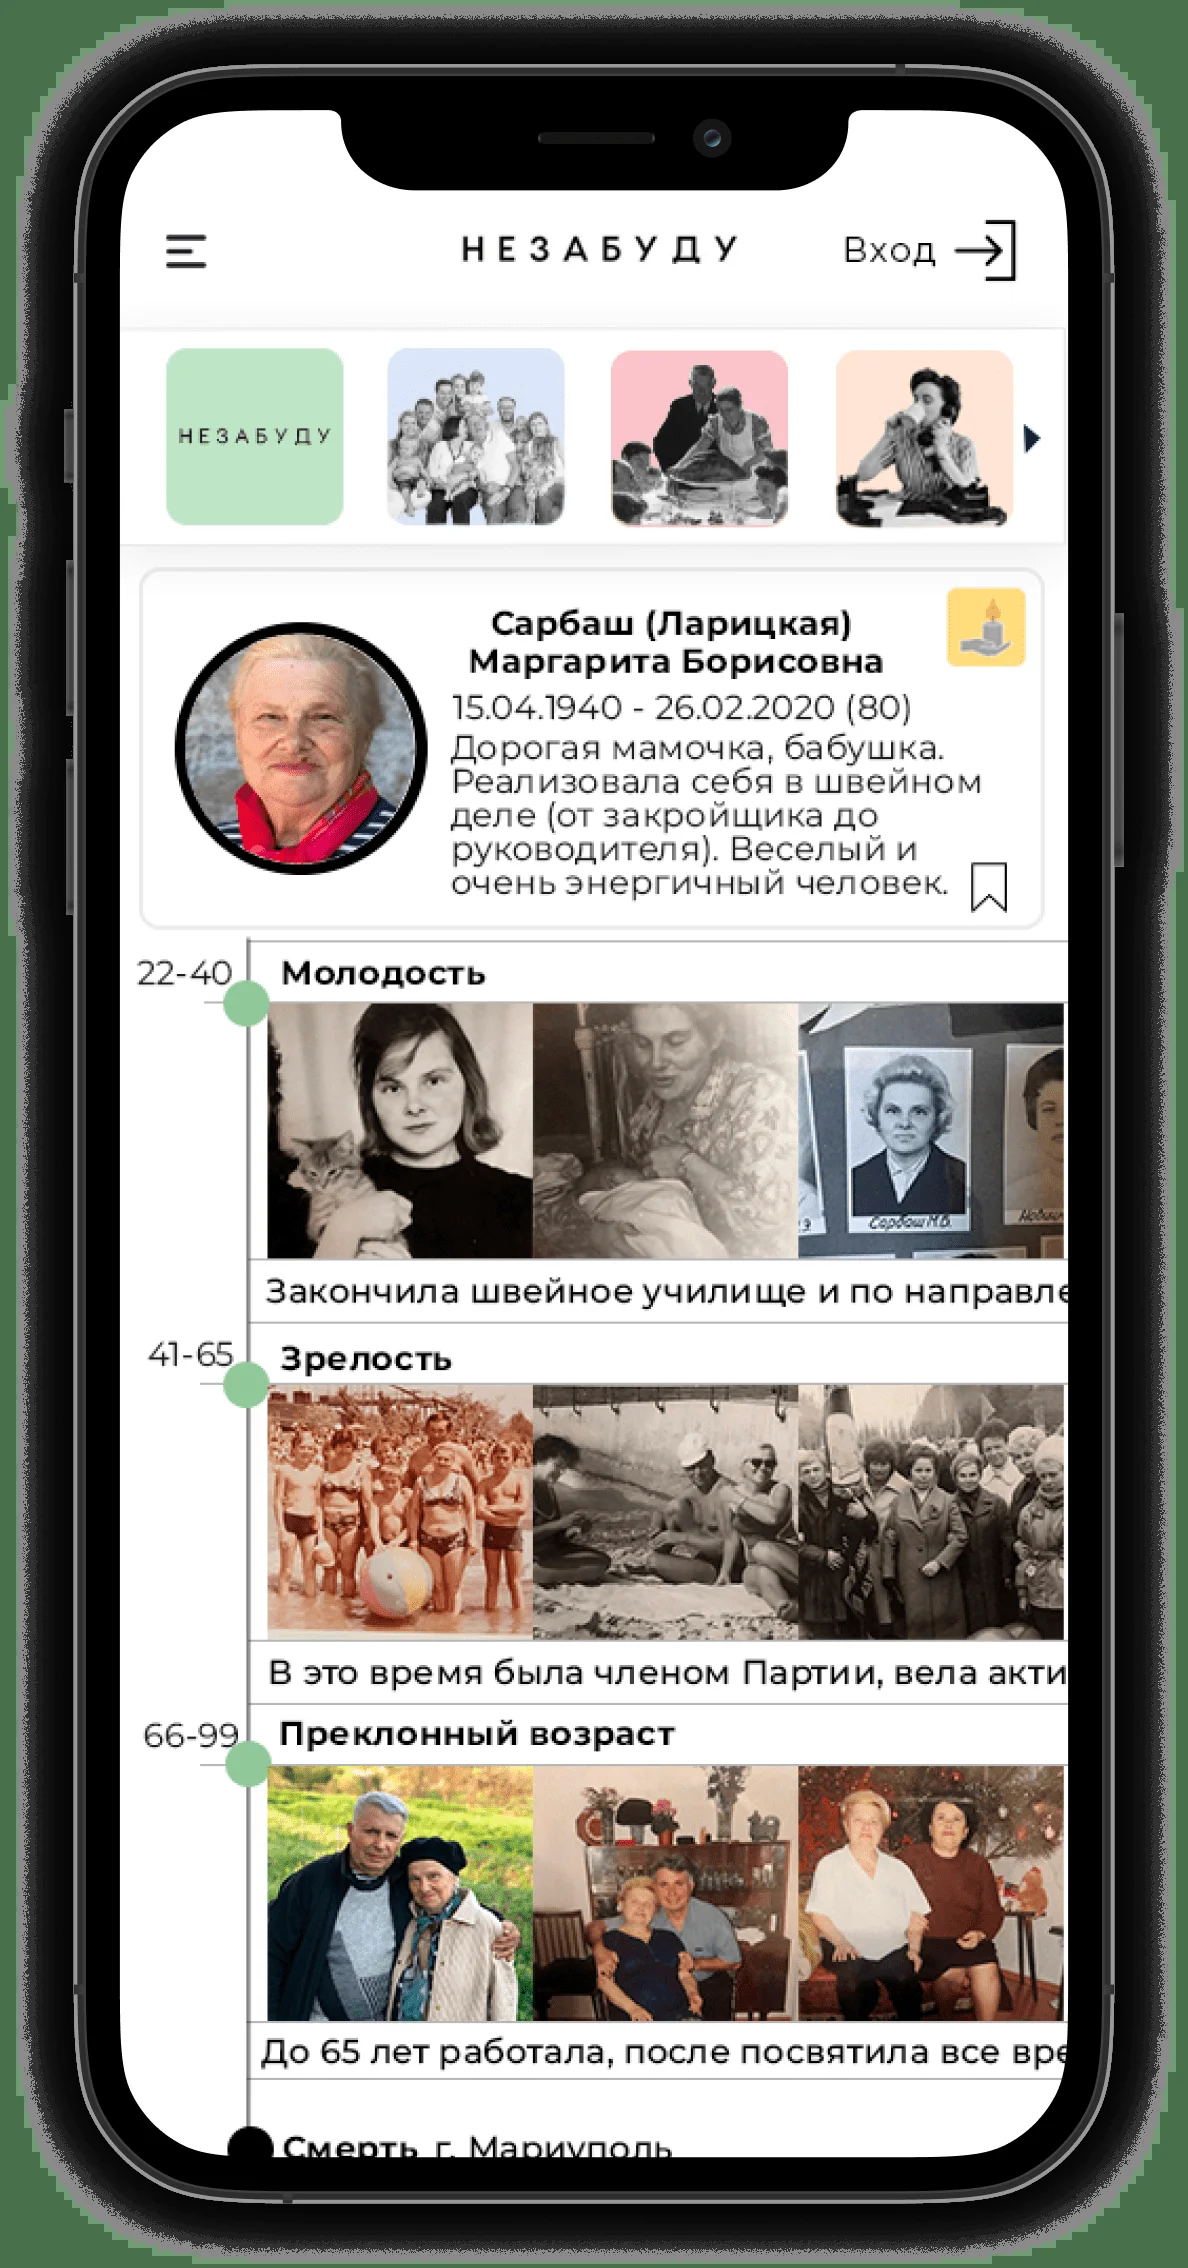 НЕЗАБУДУ
Вход
НЕЗАБУДУ
Сарбаш (Ларицкая)
Маргарита Борисовна
15.04.1940 - 26.02.2020 (80)
Дорогая мамочка, бабушка.
Реализовала себя в швейном
деле (от закройщика до
руководителя). Веселый и
очень энергичный человек.
22-40
Молодость
Сарбаш М.Б.
Закончила швейное училище и по направле
41-65
Зрелость
В это время была членом Партии, вела акти
66-99
Преклонный возраст
До 65 лет работала, после посвятила все вре
Смерть г. Мариуполь